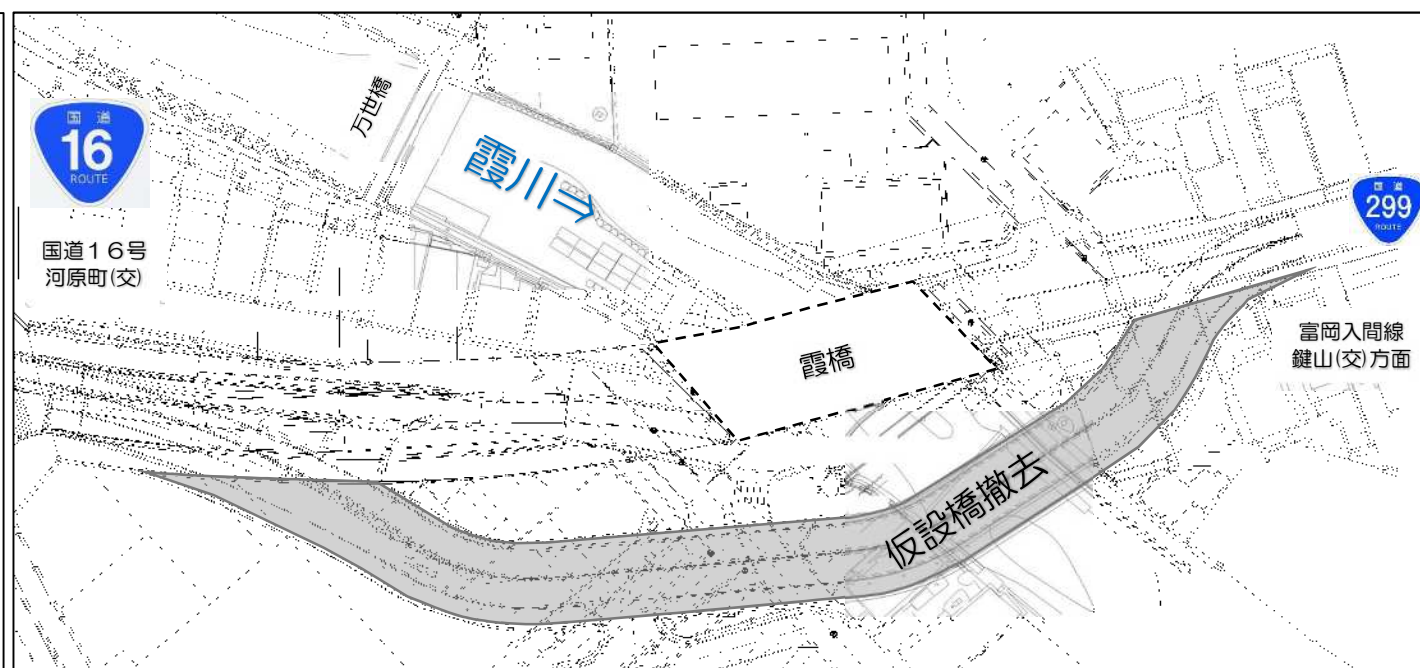 国道
16
ROUTE
国道１６号
河原町(交)
万世橋
霞川⇒
霞橋
仮設橋撤去
国道
299
ROUTE
富岡入間線
鍵山(交)方面